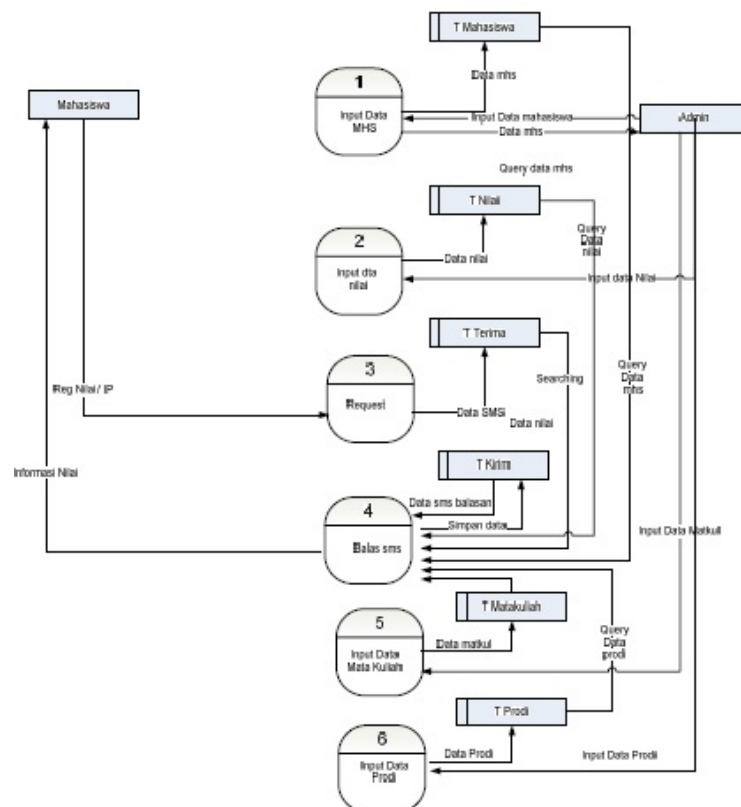 T Mahasiswa
Data mhs
1
Input Data
MHS
Mahasiswa
Input Data mahasiswa
Data mhs
Admin
Query data mhs
T Nilai
Query
Data
nilai
2
Input dta
nilai
Data nilai
Input data Nilai
T Terima
3
Request
Reg Nilai/ IP
Data SMS
Searching
Query
Data
mhs
Data nilai
Informasi Nilai
T Kirim
Data sms balasan
4
Balas sms
Simpan data
Input Data Matkull
T Matakuliah
5
Input Data
Mata Kuliah
Data matkul
Query
Data
prodi
T Prodi
6
Input Data
Prodi
Data Prodi
Input Data Prodi